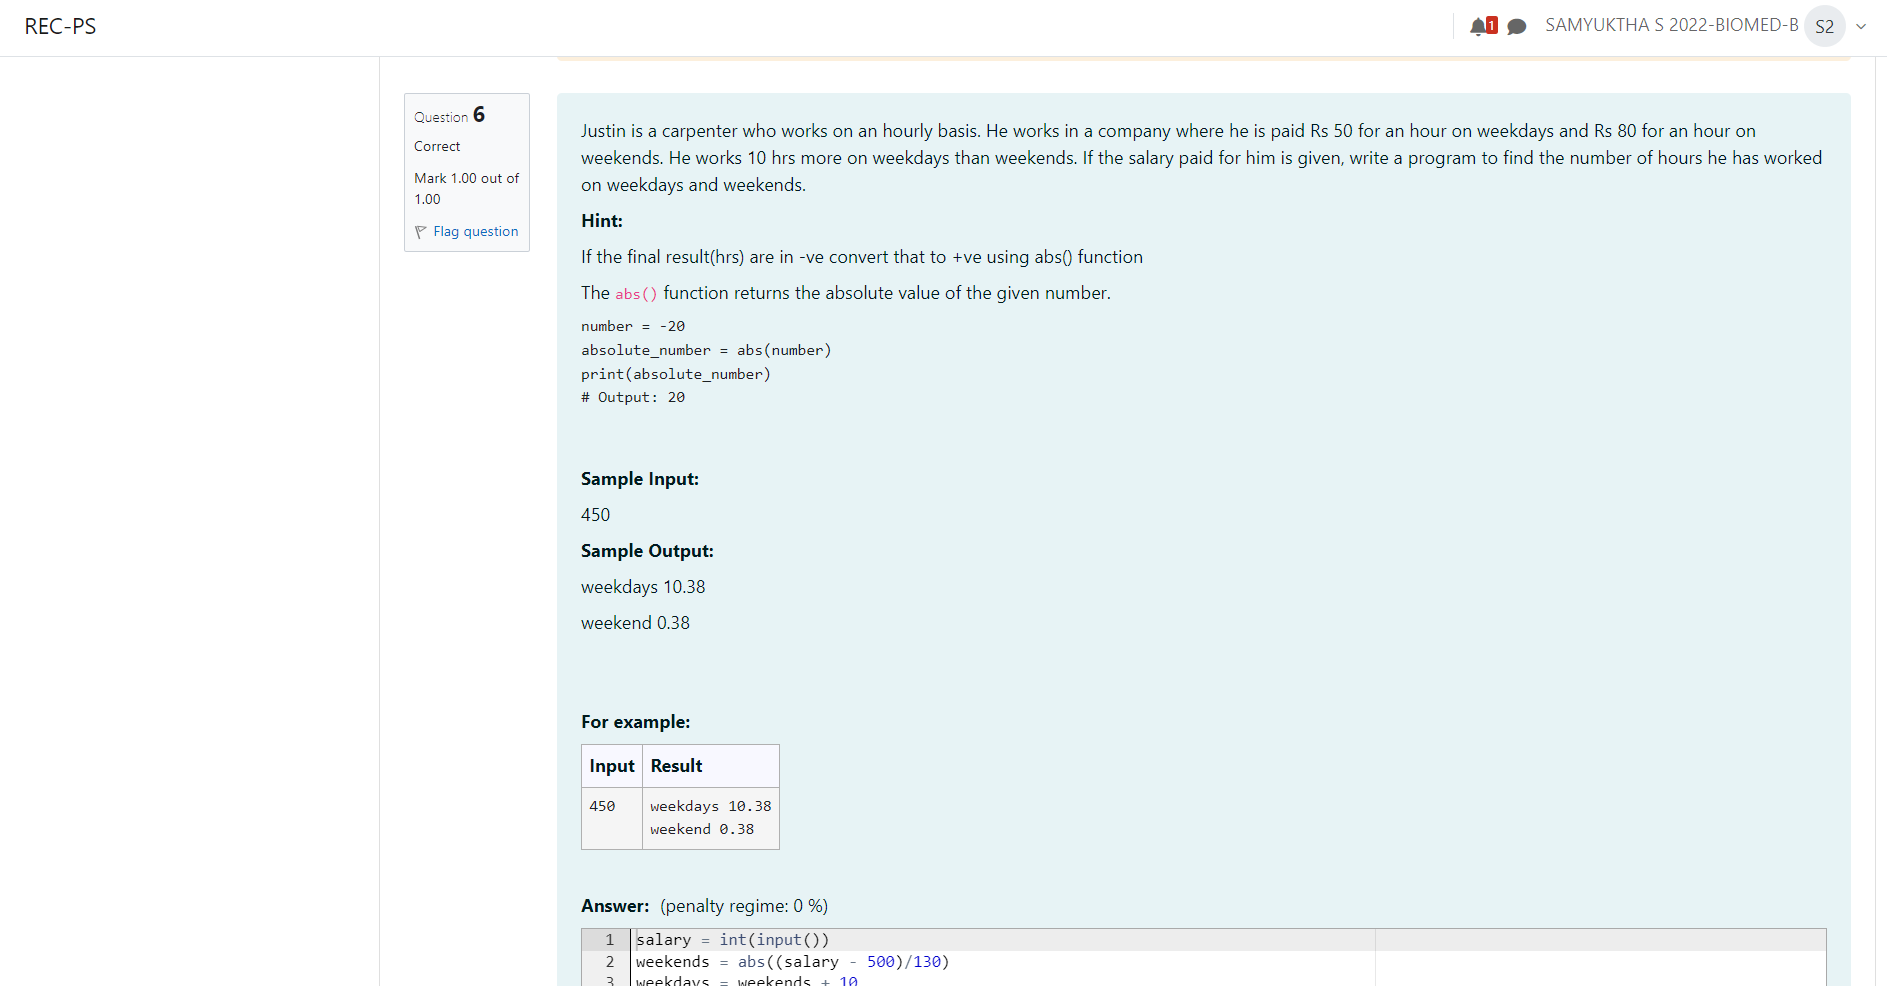 REC-PS
1
SAMYUKTHA S 2022-BIOMED-B
S2
Question 6
Correct
Mark 1.00 out of
1.00
Flag question
Justin is a carpenter who works on an hourly basis. He works in a company where he is paid Rs 50 for an hour on weekdays and Rs 80 for an hour on
weekends. He works 10 hrs more on weekdays than weekends. If the salary paid for him is given, write a program to find the number of hours he has worked
on weekdays and weekends.
Hint:
If the final result(hrs) are in -ve convert that to +ve using abs() function
The abs() function returns the absolute value of the given number.
number = -20
absolute_number = abs(number)
print(absolute_number)
# Output: 20
Sample Input:
450
Sample Output:
weekdays 10.38
weekend 0.38
For example:
Input Result
450 weekdays 10.38
weekend 0.38
Answer: (penalty regime: 0 %)
1 salary = int(input())
2 weekends = abs((salary - 500)/130)
3 weekdays = weekends + 10